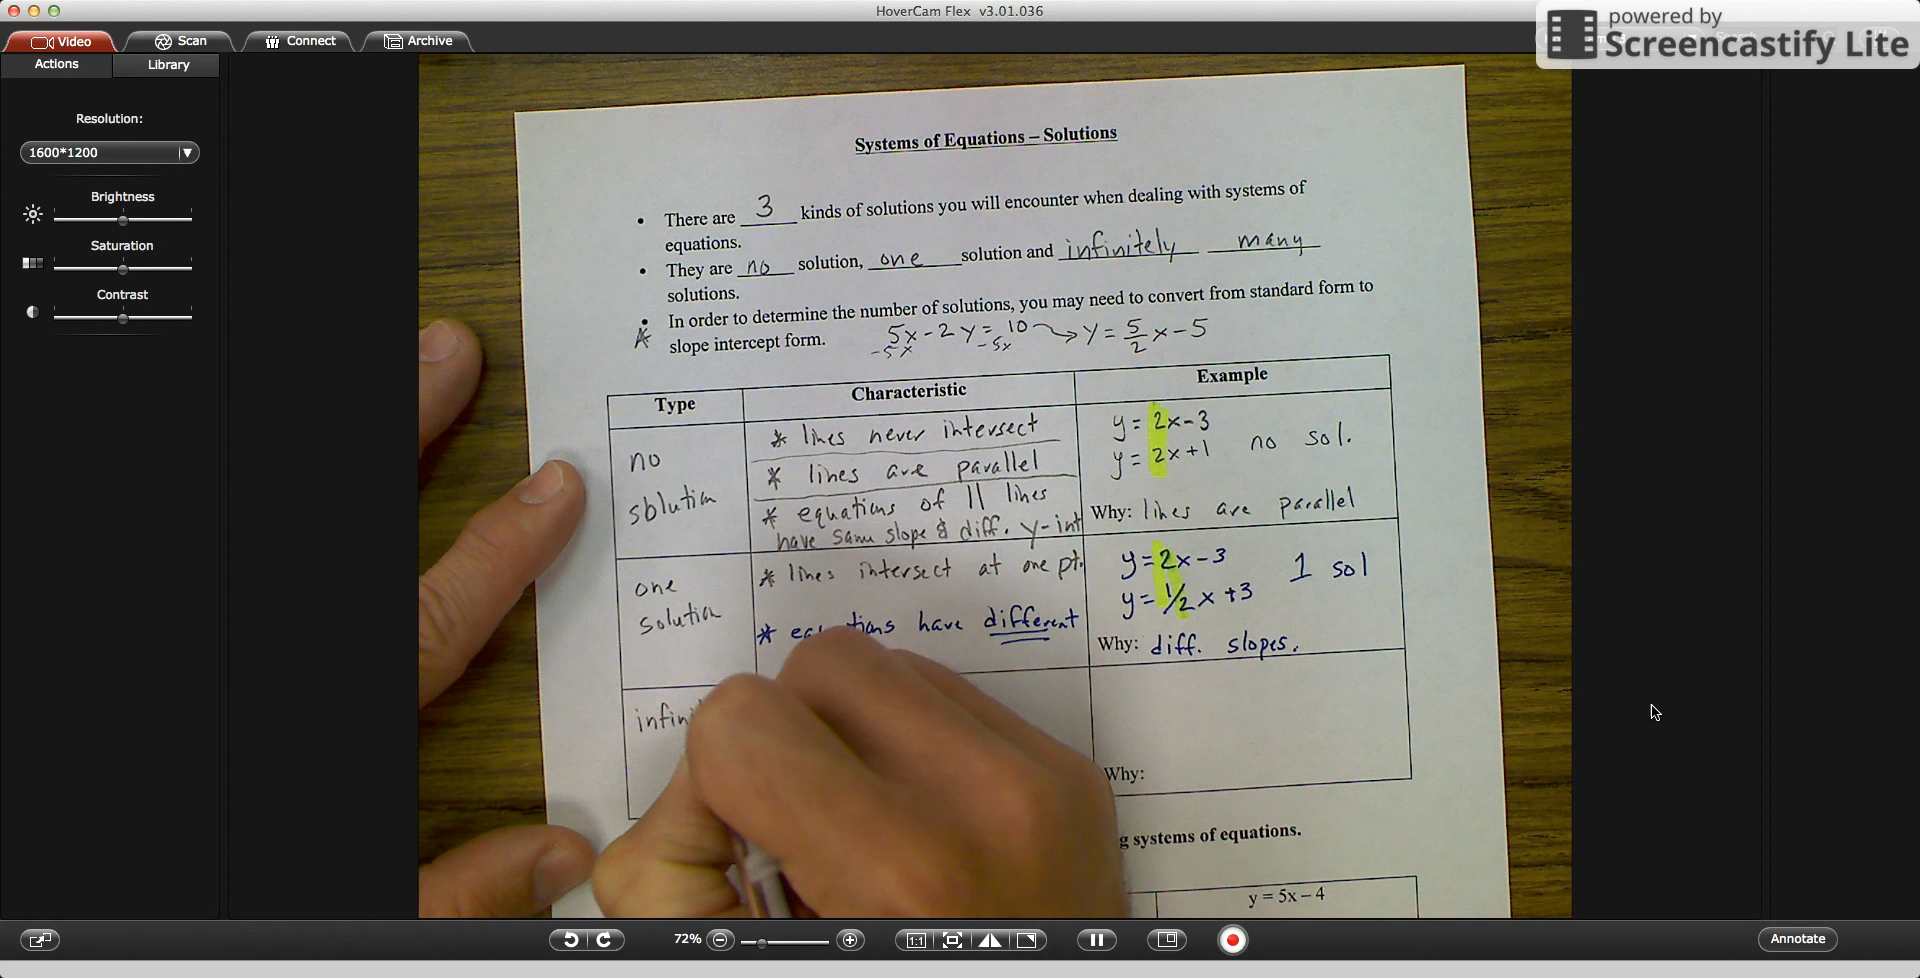 HoverCam Flex v3.01.036
powered by
Screencastify Lite
Video
Scan
Connect
Archive
Actions
Library
Resolution:
1600*1200
Brightness
Saturation
Contrast
Systems of Equations – Solutions
• There are 3 kinds of solutions you will encounter when dealing with systems of
equations.
• They are no solution, one solution and infinitely many
solutions.
• In order to determine the number of solutions, you may need to convert from standard form to
slope intercept form. 5x - 2y = 10 → y = 5/2 x - 5
-5x -5x
Type Characteristic Example
no
solution
* lines never intersect
* lines are parallel
* equations of || lines
have same slope & diff. y-int
y = 2x - 3
y = 2x + 1 no sol.
Why: lines are parallel
one
solution
* lines intersect at one pt.
* have different
y = 2x - 3
y = 1/2 x + 3 1 sol
Why: diff. slopes.
Why:
systems of equations.
y = 5x – 4
72%
1:1
Annotate